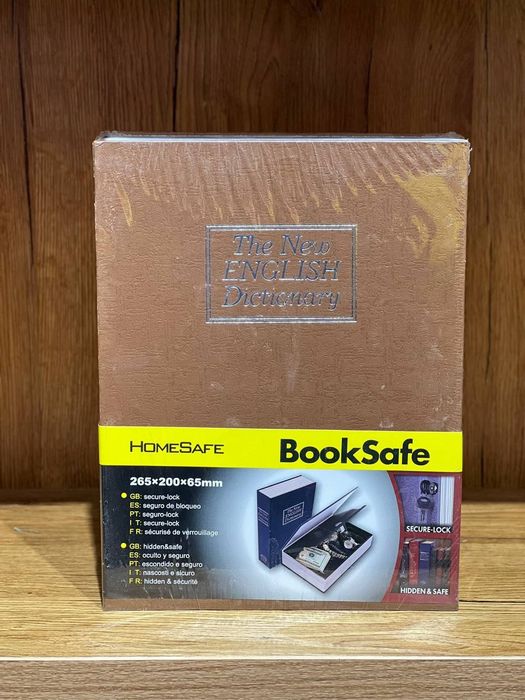 The New
ENGLISH
Dictionary
HOMESAFE
BookSafe
265×200×65mm
GB: secure-lock
ES: seguro de bloqueo
PT: seguro-lock
I T: secure-lock
F R: sécurisé de verrouillage
GB: hidden&safe
ES: oculto y seguro
PT: escondido e seguro
I T: nascosti e sicuro
F R: hidden & sécurité
SECURE-LOCK
HIDDEN & SAFE